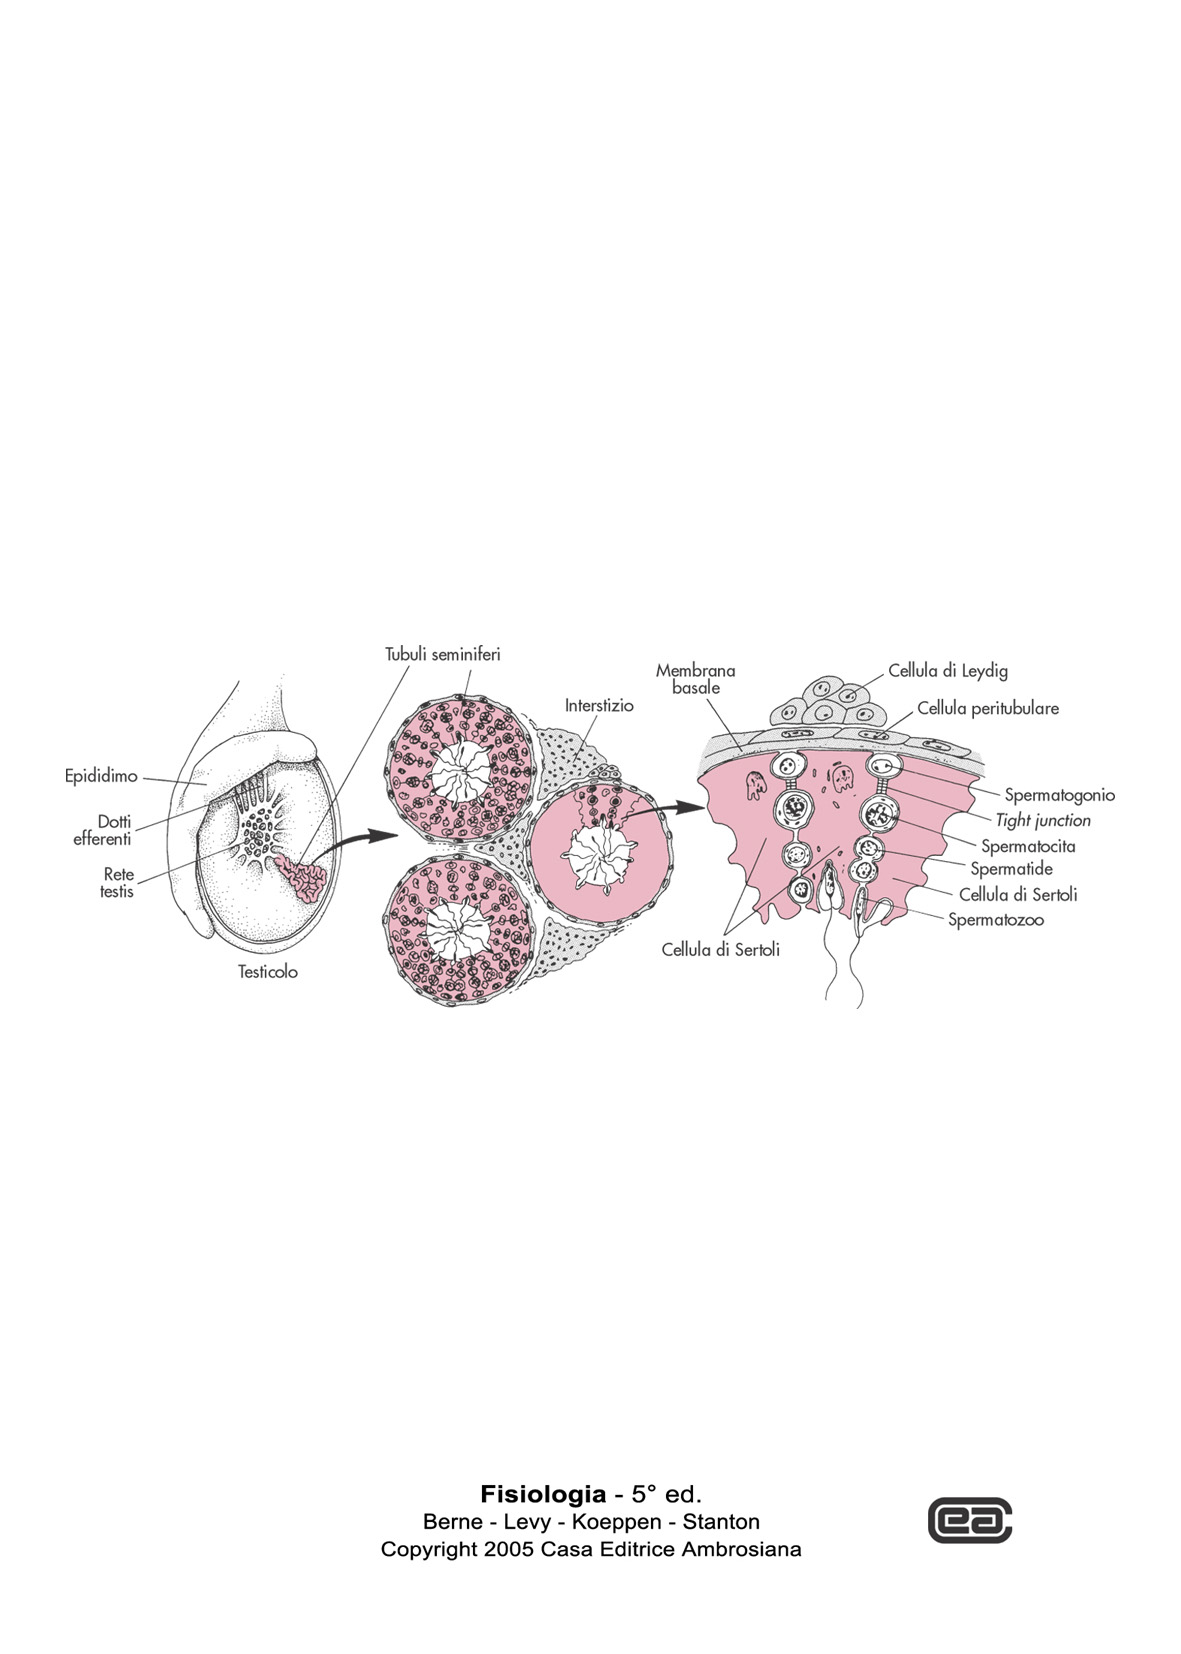 Tubuli seminiferi
Interstizio
Membrana
basale
Cellula di Leydig
Cellula peritubulare
Epididimo
Dotti
efferenti
Rete
testis
Testicolo
Spermatogonio
Tight junction
Spermatocita
Spermatide
Cellula di Sertoli
Spermatozoo
Cellula di Sertoli
Fisiologia - 5° ed.
Berne - Levy - Koeppen - Stanton
Copyright 2005 Casa Editrice Ambrosiana
ea